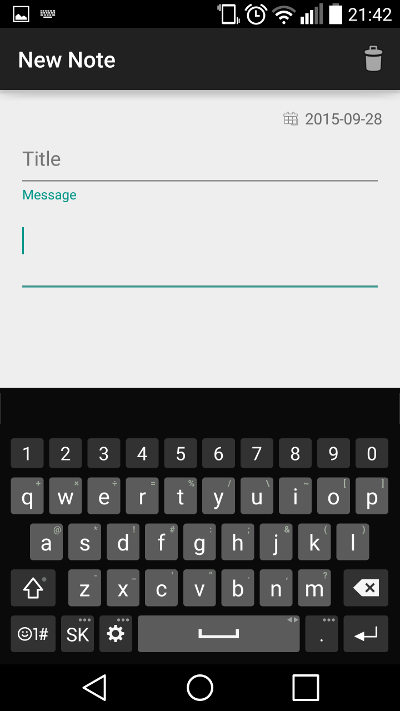 21:42
New Note
2015-09-28
Title
Message
1 2 3 4 5 6 7 8 9 0
q w e r t y u i o p
a s d f g h j k l
z x c v b n m
1# SK .